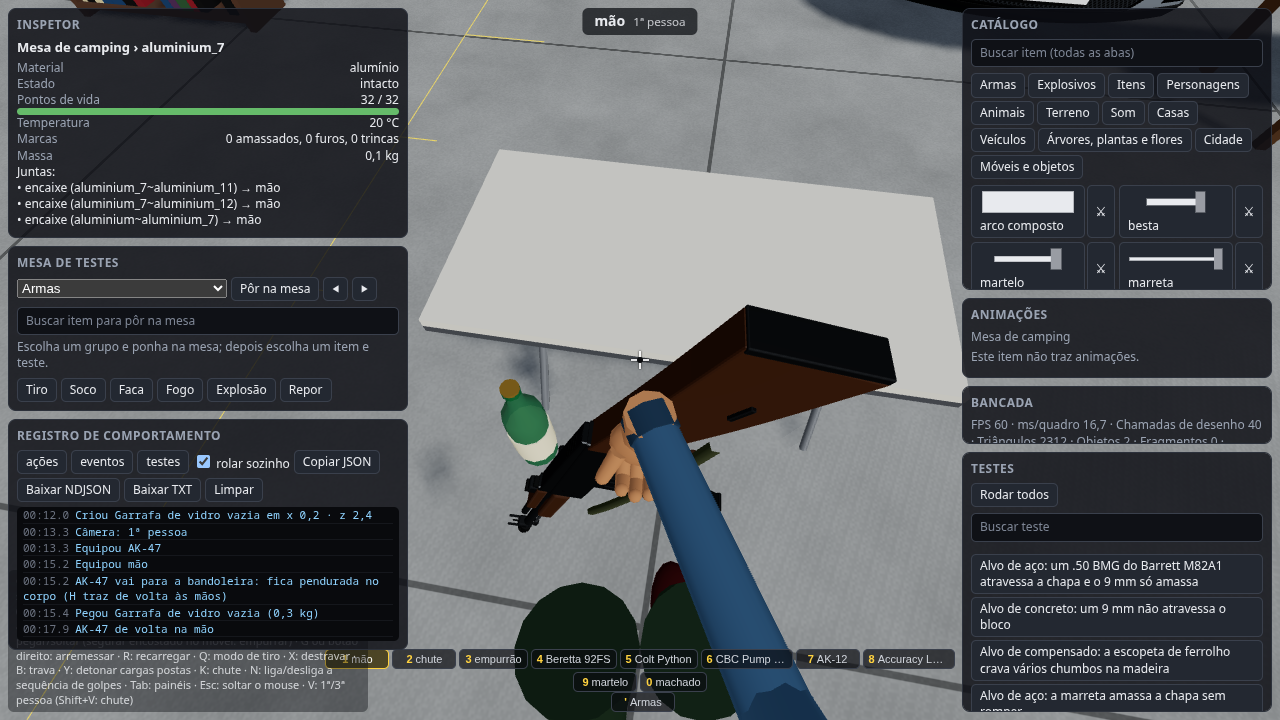 mão 1ª pessoa
INSPETOR
Mesa de camping › aluminium_7
Material alumínio
Estado intacto
Pontos de vida 32 / 32
Temperatura 20 °C
Marcas 0 amassados, 0 furos, 0 trincas
Massa 0,1 kg
Juntas:
• encaixe (aluminium_7~aluminium_11) → mão
• encaixe (aluminium_7~aluminium_12) → mão
• encaixe (aluminium~aluminium_7) → mão
MESA DE TESTES
Armas Pôr na mesa
Buscar item para pôr na mesa
Escolha um grupo e ponha na mesa; depois escolha um item e
teste.
Tiro Soco Faca Fogo Explosão Repor
REGISTRO DE COMPORTAMENTO
ações eventos testes rolar sozinho Copiar JSON
Baixar NDJSON Baixar TXT Limpar
00:12.0 Criou Garrafa de vidro vazia em x 0,2 · z 2,4
00:13.3 Câmera: 1ª pessoa
00:13.3 Equipou AK-47
00:15.2 Equipou mão
00:15.2 AK-47 vai para a bandoleira: fica pendurada no
corpo (H traz de volta às mãos)
00:15.4 Pegou Garrafa de vidro vazia (0,3 kg)
00:17.9 AK-47 de volta na mão
direito: arremessar · R: recarregar · Q: modo de tiro · X: destravar
B: trava · Y: detonar cargas postas · K: chute · N: liga/desliga a
sequência de golpes · Tab: painéis · Esc: soltar o mouse · V: 1ª/3ª
pessoa (Shift+V: chute)
mão 2 chute 3 empurrão 4 Beretta 92FS 5 Colt Python 6 CBC Pump ... 7 AK-12 8 Accuracy L...
9 martelo 0 machado
' Armas
CATÁLOGO
Buscar item (todas as abas)
Armas Explosivos Itens Personagens
Animais Terreno Som Casas
Veículos Árvores, plantas e flores Cidade
Móveis e objetos
arco composto besta
martelo marreta
ANIMAÇÕES
Mesa de camping
Este item não traz animações.
BANCADA
FPS 60 · ms/quadro 16,7 · Chamadas de desenho 40
· Triângulos 2312 · Objetos 2 · Fragmentos 0 ·
TESTES
Rodar todos
Buscar teste
Alvo de aço: um .50 BMG do Barrett M82A1
atravessa a chapa e o 9 mm só amassa
Alvo de concreto: um 9 mm não atravessa o
bloco
Alvo de compensado: a escopeta de ferrolho
crava vários chumbos na madeira
Alvo de aço: a marreta amassa a chapa sem
romper